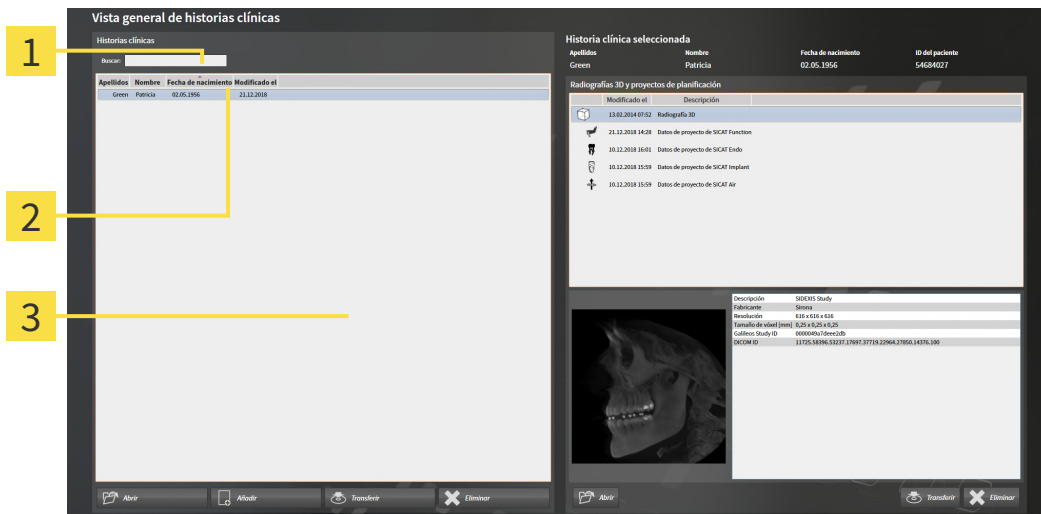 Vista general de historias clínicas
Historias clínicas
Buscar:
Apellidos Nombre Fecha de nacimiento Modificado el
Green Patricia 02.05.1956 21.12.2018
1
2
3
Abrir Añadir Transferir Eliminar
Historia clínica seleccionada
Apellidos Nombre Fecha de nacimiento ID del paciente
Green Patricia 02.05.1956 54684027
Radiografías 3D y proyectos de planificación
Modificado el Descripción
13.02.2014 07:52 Radiografía 3D
21.12.2018 14:28 Datos de proyecto de SICAT Function
10.12.2018 16:01 Datos de proyecto de SICAT Endo
10.12.2018 15:59 Datos de proyecto de SICAT Implant
10.12.2018 15:59 Datos de proyecto de SICAT Air
Descripción SIDEXIS Study
Fabricante Sirona
Resolución 616 x 616 x 616
Tamaño de vóxel [mm] 0,25 x 0,25 x 0,25
Galileos Study ID 0000049a7deee2db
DICOM ID 11725.58396.53237.17697.37719.22964.27850.14376.100
Abrir Transferir Eliminar